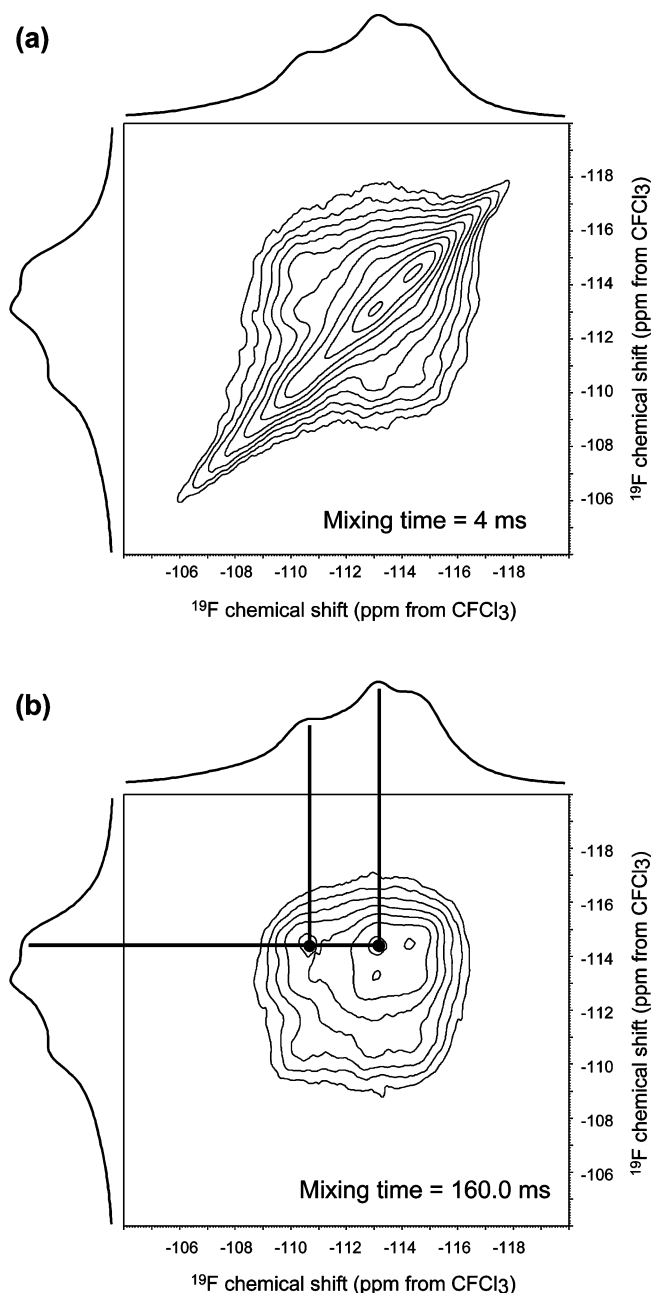 (a)
-118
-116
-114
-112
-110
-108
-106
¹⁹F chemical shift (ppm from CFCl3)
Mixing time = 4 ms
-106 -108 -110 -112 -114 -116 -118
¹⁹F chemical shift (ppm from CFCl3)
(b)
-118
-116
-114
-112
-110
-108
-106
¹⁹F chemical shift (ppm from CFCl3)
Mixing time = 160.0 ms
-106 -108 -110 -112 -114 -116 -118
¹⁹F chemical shift (ppm from CFCl3)